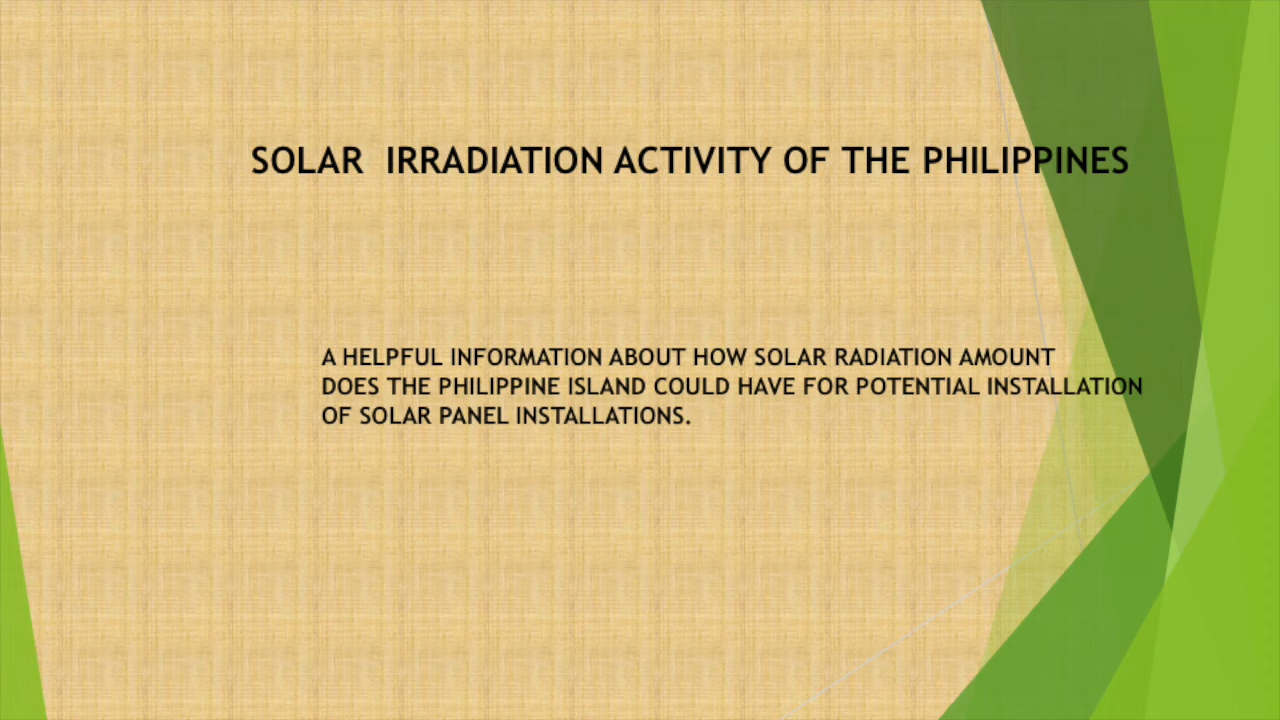 SOLAR  IRRADIATION ACTIVITY OF THE PHILIPPINES
A HELPFUL INFORMATION ABOUT HOW SOLAR RADIATION AMOUNT
DOES THE PHILIPPINE ISLAND COULD HAVE FOR POTENTIAL INSTALLATION
OF SOLAR PANEL INSTALLATIONS.